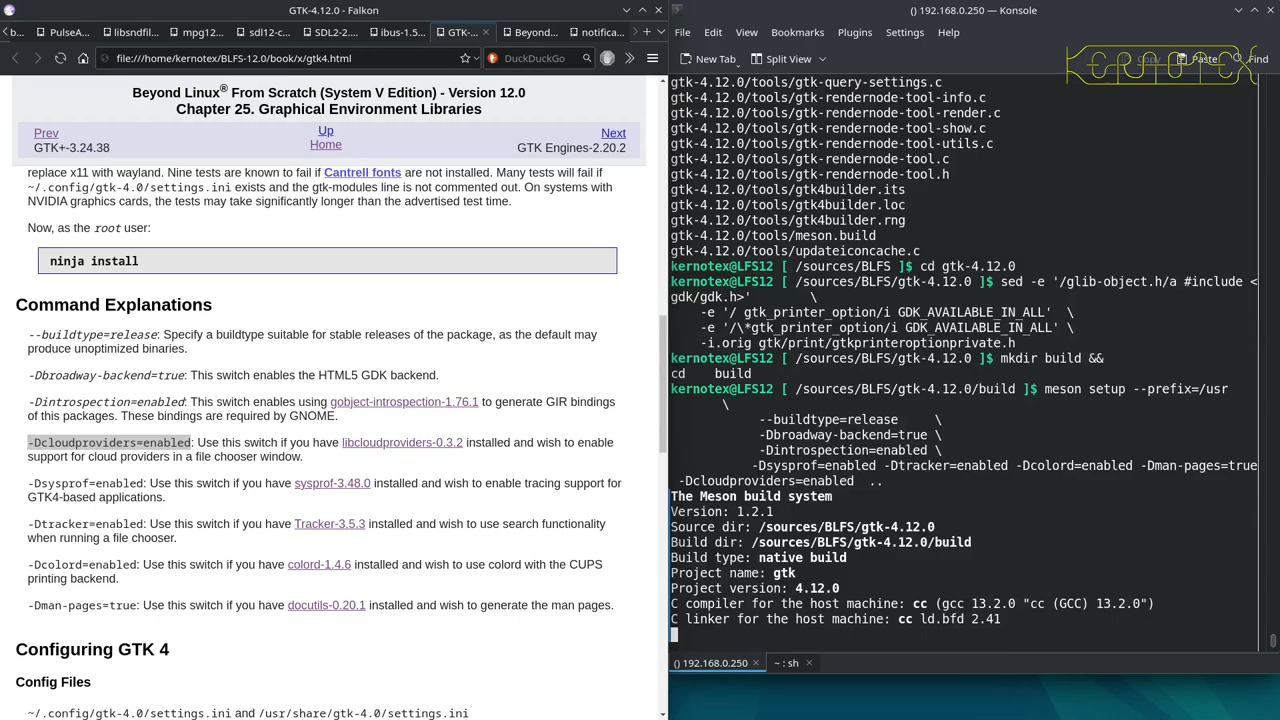 GTK-4.12.0 - Falkon
b...
PulseA...
libsndfil...
mpg12...
sdl12-c...
SDL2-2....
ibus-1.5...
GTK-...
Beyond...
notifica...
file:///home/kernotex/BLFS-12.0/book/x/gtk4.html
DuckDuckGo
Beyond Linux® From Scratch (System V Edition) - Version 12.0
Chapter 25. Graphical Environment Libraries
Prev Up Next
GTK+-3.24.38 Home GTK Engines-2.20.2
replace x11 with wayland. Nine tests are known to fail if Cantrell fonts are not installed. Many tests will fail if
~/.config/gtk-4.0/settings.ini exists and the gtk-modules line is not commented out. On systems with
NVIDIA graphics cards, the tests may take significantly longer than the advertised test time.
Now, as the root user:
ninja install
Command Explanations
--buildtype=release: Specify a buildtype suitable for stable releases of the package, as the default may
produce unoptimized binaries.
-Dbroadway-backend=true: This switch enables the HTML5 GDK backend.
-Dintrospection=enabled: This switch enables using gobject-introspection-1.76.1 to generate GIR bindings
of this packages. These bindings are required by GNOME.
-Dcloudproviders=enabled: Use this switch if you have libcloudproviders-0.3.2 installed and wish to enable
support for cloud providers in a file chooser window.
-Dsysprof=enabled: Use this switch if you have sysprof-3.48.0 installed and wish to enable tracing support for
GTK4-based applications.
-Dtracker=enabled: Use this switch if you have Tracker-3.5.3 installed and wish to use search functionality
when running a file chooser.
-Dcolord=enabled: Use this switch if you have colord-1.4.6 installed and wish to use colord with the CUPS
printing backend.
-Dman-pages=true: Use this switch if you have docutils-0.20.1 installed and wish to generate the man pages.
Configuring GTK 4
Config Files
~/.config/gtk-4.0/settings.ini and /usr/share/gtk-4.0/settings.ini
() 192.168.0.250 — Konsole
File Edit View Bookmarks Plugins Settings Help
New Tab Split View Copy Paste Find
KERNOTEX
gtk-4.12.0/tools/gtk-query-settings.c
gtk-4.12.0/tools/gtk-rendernode-tool-info.c
gtk-4.12.0/tools/gtk-rendernode-tool-render.c
gtk-4.12.0/tools/gtk-rendernode-tool-show.c
gtk-4.12.0/tools/gtk-rendernode-tool-utils.c
gtk-4.12.0/tools/gtk-rendernode-tool.c
gtk-4.12.0/tools/gtk-rendernode-tool.h
gtk-4.12.0/tools/gtk4builder.its
gtk-4.12.0/tools/gtk4builder.loc
gtk-4.12.0/tools/gtk4builder.rng
gtk-4.12.0/tools/meson.build
gtk-4.12.0/tools/updateiconcache.c
kernotex@LFS12 [ /sources/BLFS ]$ cd gtk-4.12.0
kernotex@LFS12 [ /sources/BLFS/gtk-4.12.0 ]$ sed -e '/glib-object.h/a #include <
gdk/gdk.h>' \
-e '/ gtk_printer_option/i GDK_AVAILABLE_IN_ALL' \
-e '/\*gtk_printer_option/i GDK_AVAILABLE_IN_ALL' \
-i.orig gtk/print/gtkprinteroptionprivate.h
kernotex@LFS12 [ /sources/BLFS/gtk-4.12.0 ]$ mkdir build &&
cd build
kernotex@LFS12 [ /sources/BLFS/gtk-4.12.0/build ]$ meson setup --prefix=/usr
\
--buildtype=release \
-Dbroadway-backend=true \
-Dintrospection=enabled \
-Dsysprof=enabled -Dtracker=enabled -Dcolord=enabled -Dman-pages=true
-Dcloudproviders=enabled ..
The Meson build system
Version: 1.2.1
Source dir: /sources/BLFS/gtk-4.12.0
Build dir: /sources/BLFS/gtk-4.12.0/build
Build type: native build
Project name: gtk
Project version: 4.12.0
C compiler for the host machine: cc (gcc 13.2.0 "cc (GCC) 13.2.0")
C linker for the host machine: cc ld.bfd 2.41
() 192.168.0.250
~ : sh